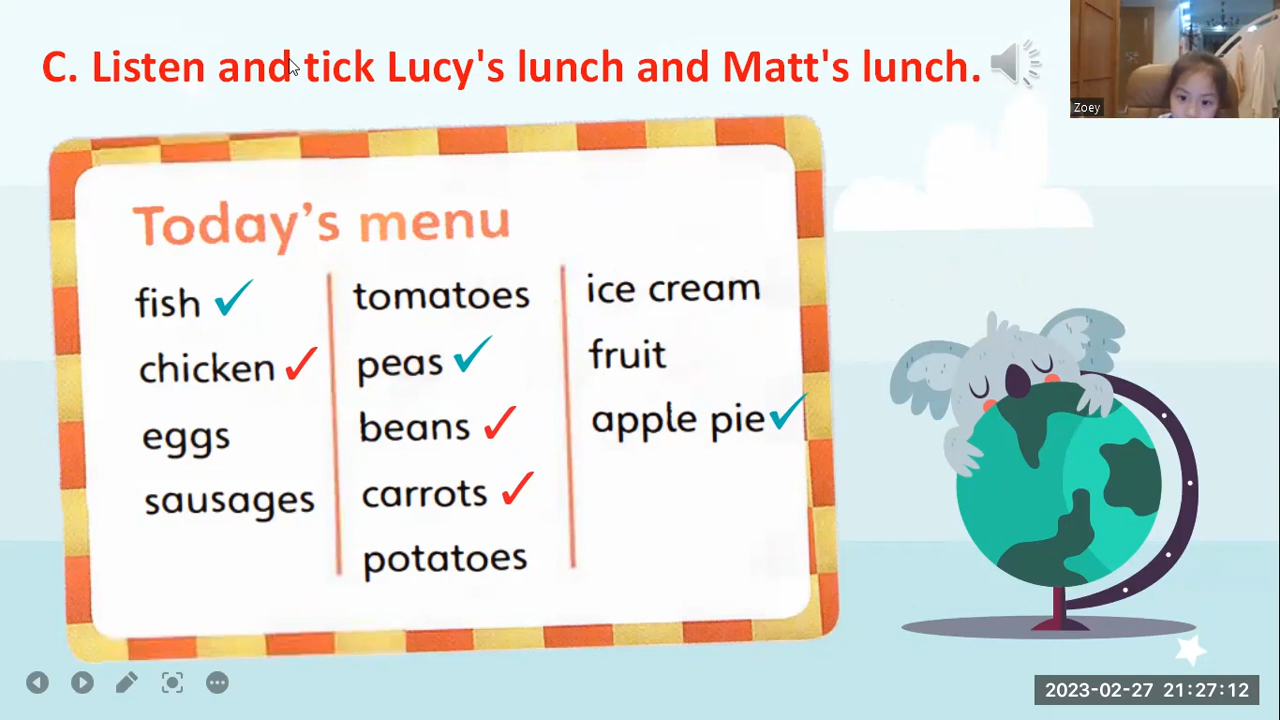 C. Listen and tick Lucy's lunch and Matt's lunch.
Zoey
Today's menu
fish
chicken
eggs
sausages
tomatoes
peas
beans
carrots
potatoes
ice cream
fruit
apple pie
2023-02-27 21:27:12